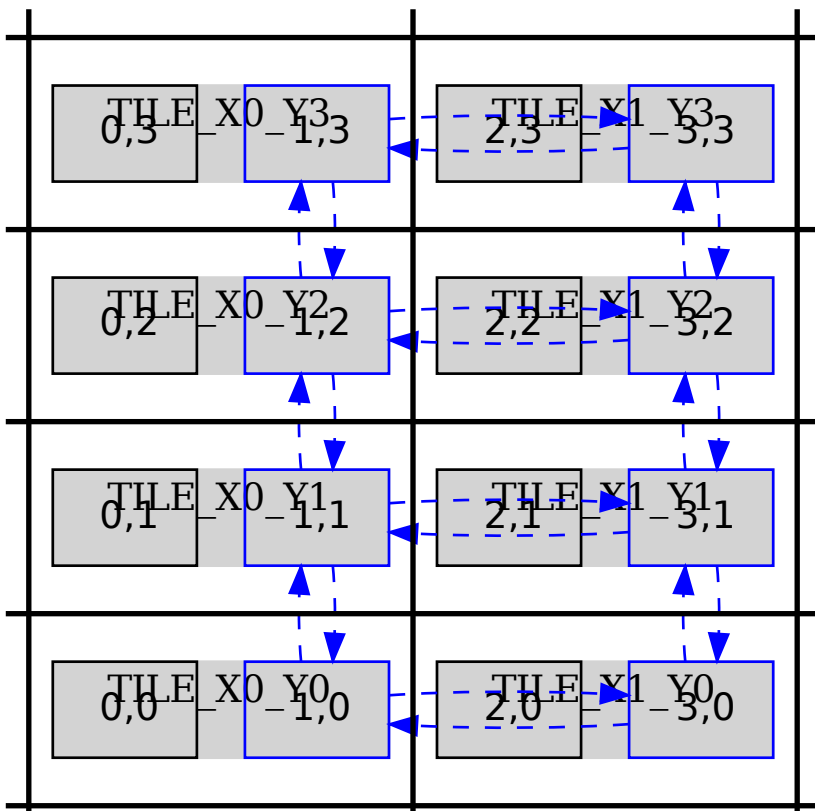 TILE_X0_Y3
TILE_X1_Y3
0,3
1,3
2,3
3,3
TILE_X0_Y2
TILE_X1_Y2
0,2
1,2
2,2
3,2
TILE_X0_Y1
TILE_X1_Y1
0,1
1,1
2,1
3,1
TILE_X0_Y0
TILE_X1_Y0
0,0
1,0
2,0
3,0